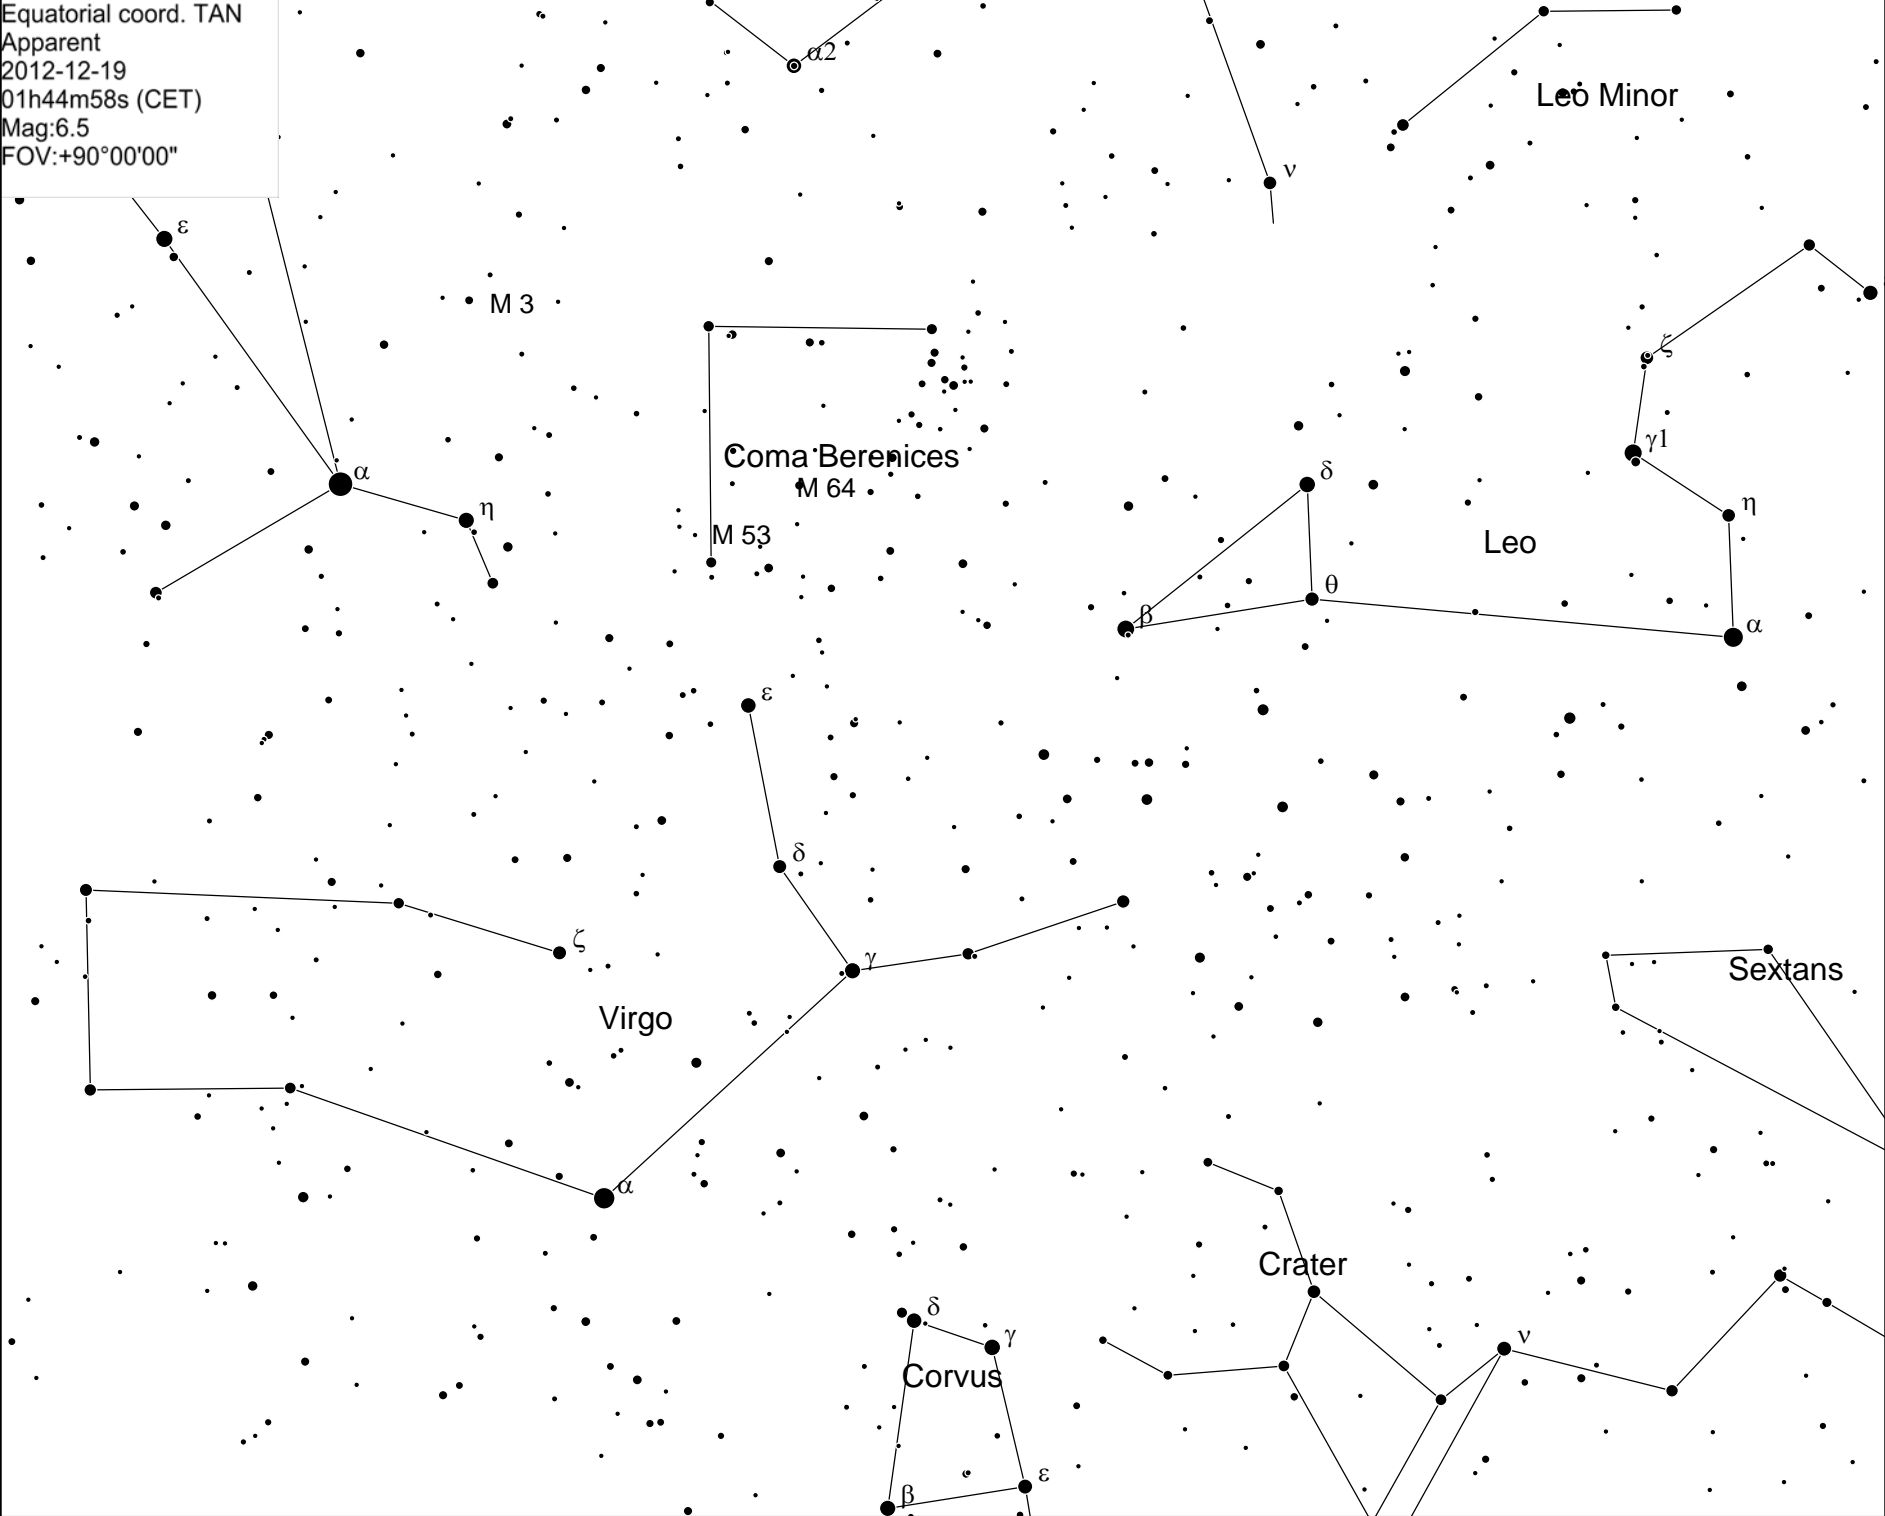 Equatorial coord. TAN
Apparent
2012-12-19
01h44m58s (CET)
Mag:6.5
FOV:+90°00'00"
α2
Leo Minor
ν
ε
M 3
ζ
γ1
Coma Berenices
α
δ
M 64
η
η
M 53
Leo
θ
β
α
ε
δ
ζ
γ
Sextans
Virgo
α
Crater
δ
γ
ν
Corvus
ε
β